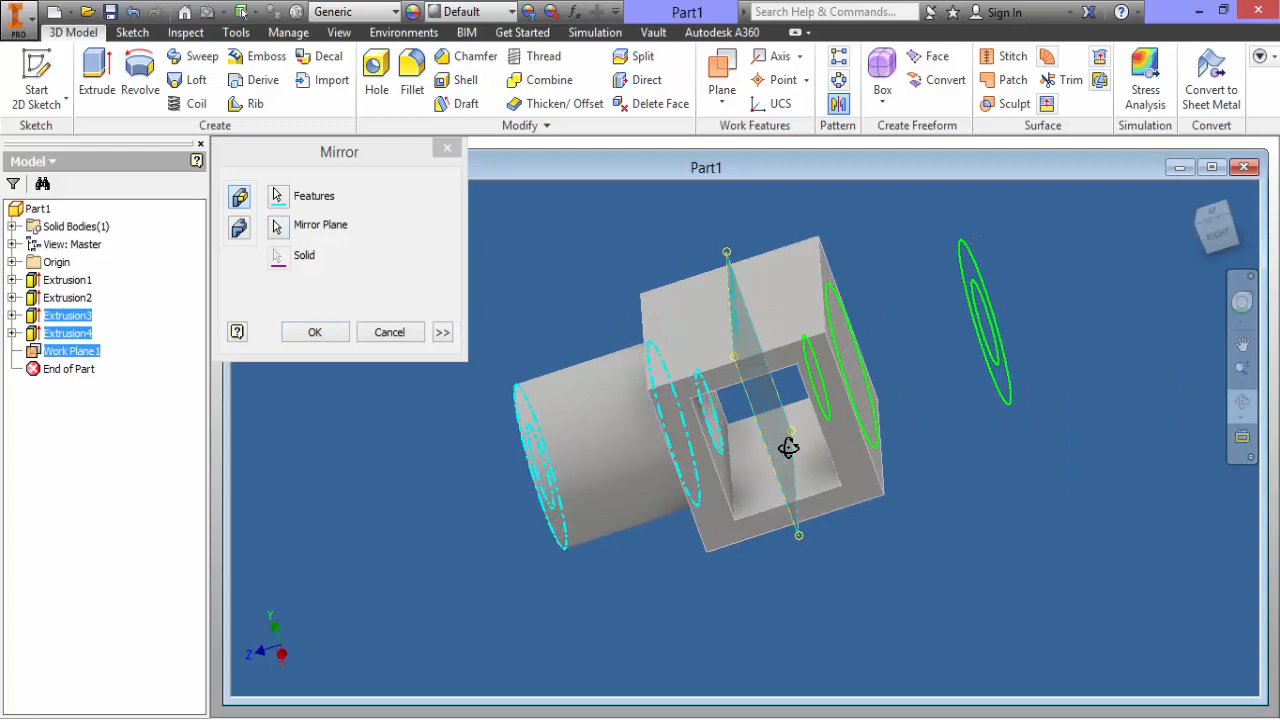 PRO
Generic
Default
fx
Part1
Search Help & Commands...
Sign In
3D Model Sketch Inspect Tools Manage View Environments BIM Get Started Simulation Vault Autodesk A360
Start
2D Sketch
Extrude
Revolve
Sweep
Loft
Coil
Emboss
Derive
Rib
Decal
Import
Hole
Fillet
Chamfer
Shell
Draft
Thread
Combine
Thicken/ Offset
Split
Direct
Delete Face
Plane
Axis
Point
UCS
Box
Face
Convert
Stitch
Patch
Sculpt
Trim
Stress
Analysis
Convert to
Sheet Metal
Sketch
Create
Modify
Work Features
Pattern
Create Freeform
Surface
Simulation
Convert
Model
Part1
Solid Bodies(1)
View: Master
Origin
Extrusion1
Extrusion2
Extrusion3
Extrusion4
Work Plane1
End of Part
Mirror
Features
Mirror Plane
Solid
OK
Cancel
>>
Part1
RIGHT
Y
Z